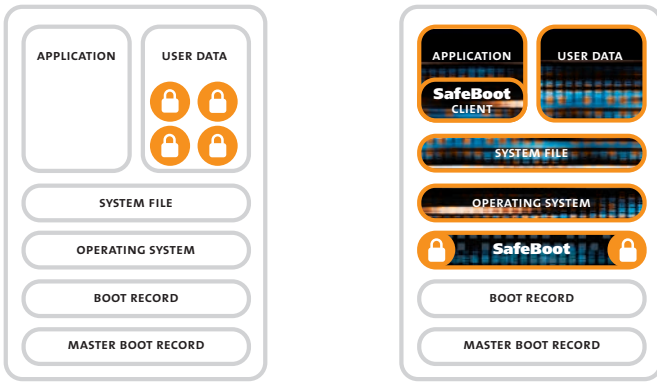 APPLICATION
USER DATA
SYSTEM FILE
OPERATING SYSTEM
BOOT RECORD
MASTER BOOT RECORD
APPLICATION
SafeBoot
CLIENT
USER DATA
SYSTEM FILE
OPERATING SYSTEM
SafeBoot
BOOT RECORD
MASTER BOOT RECORD